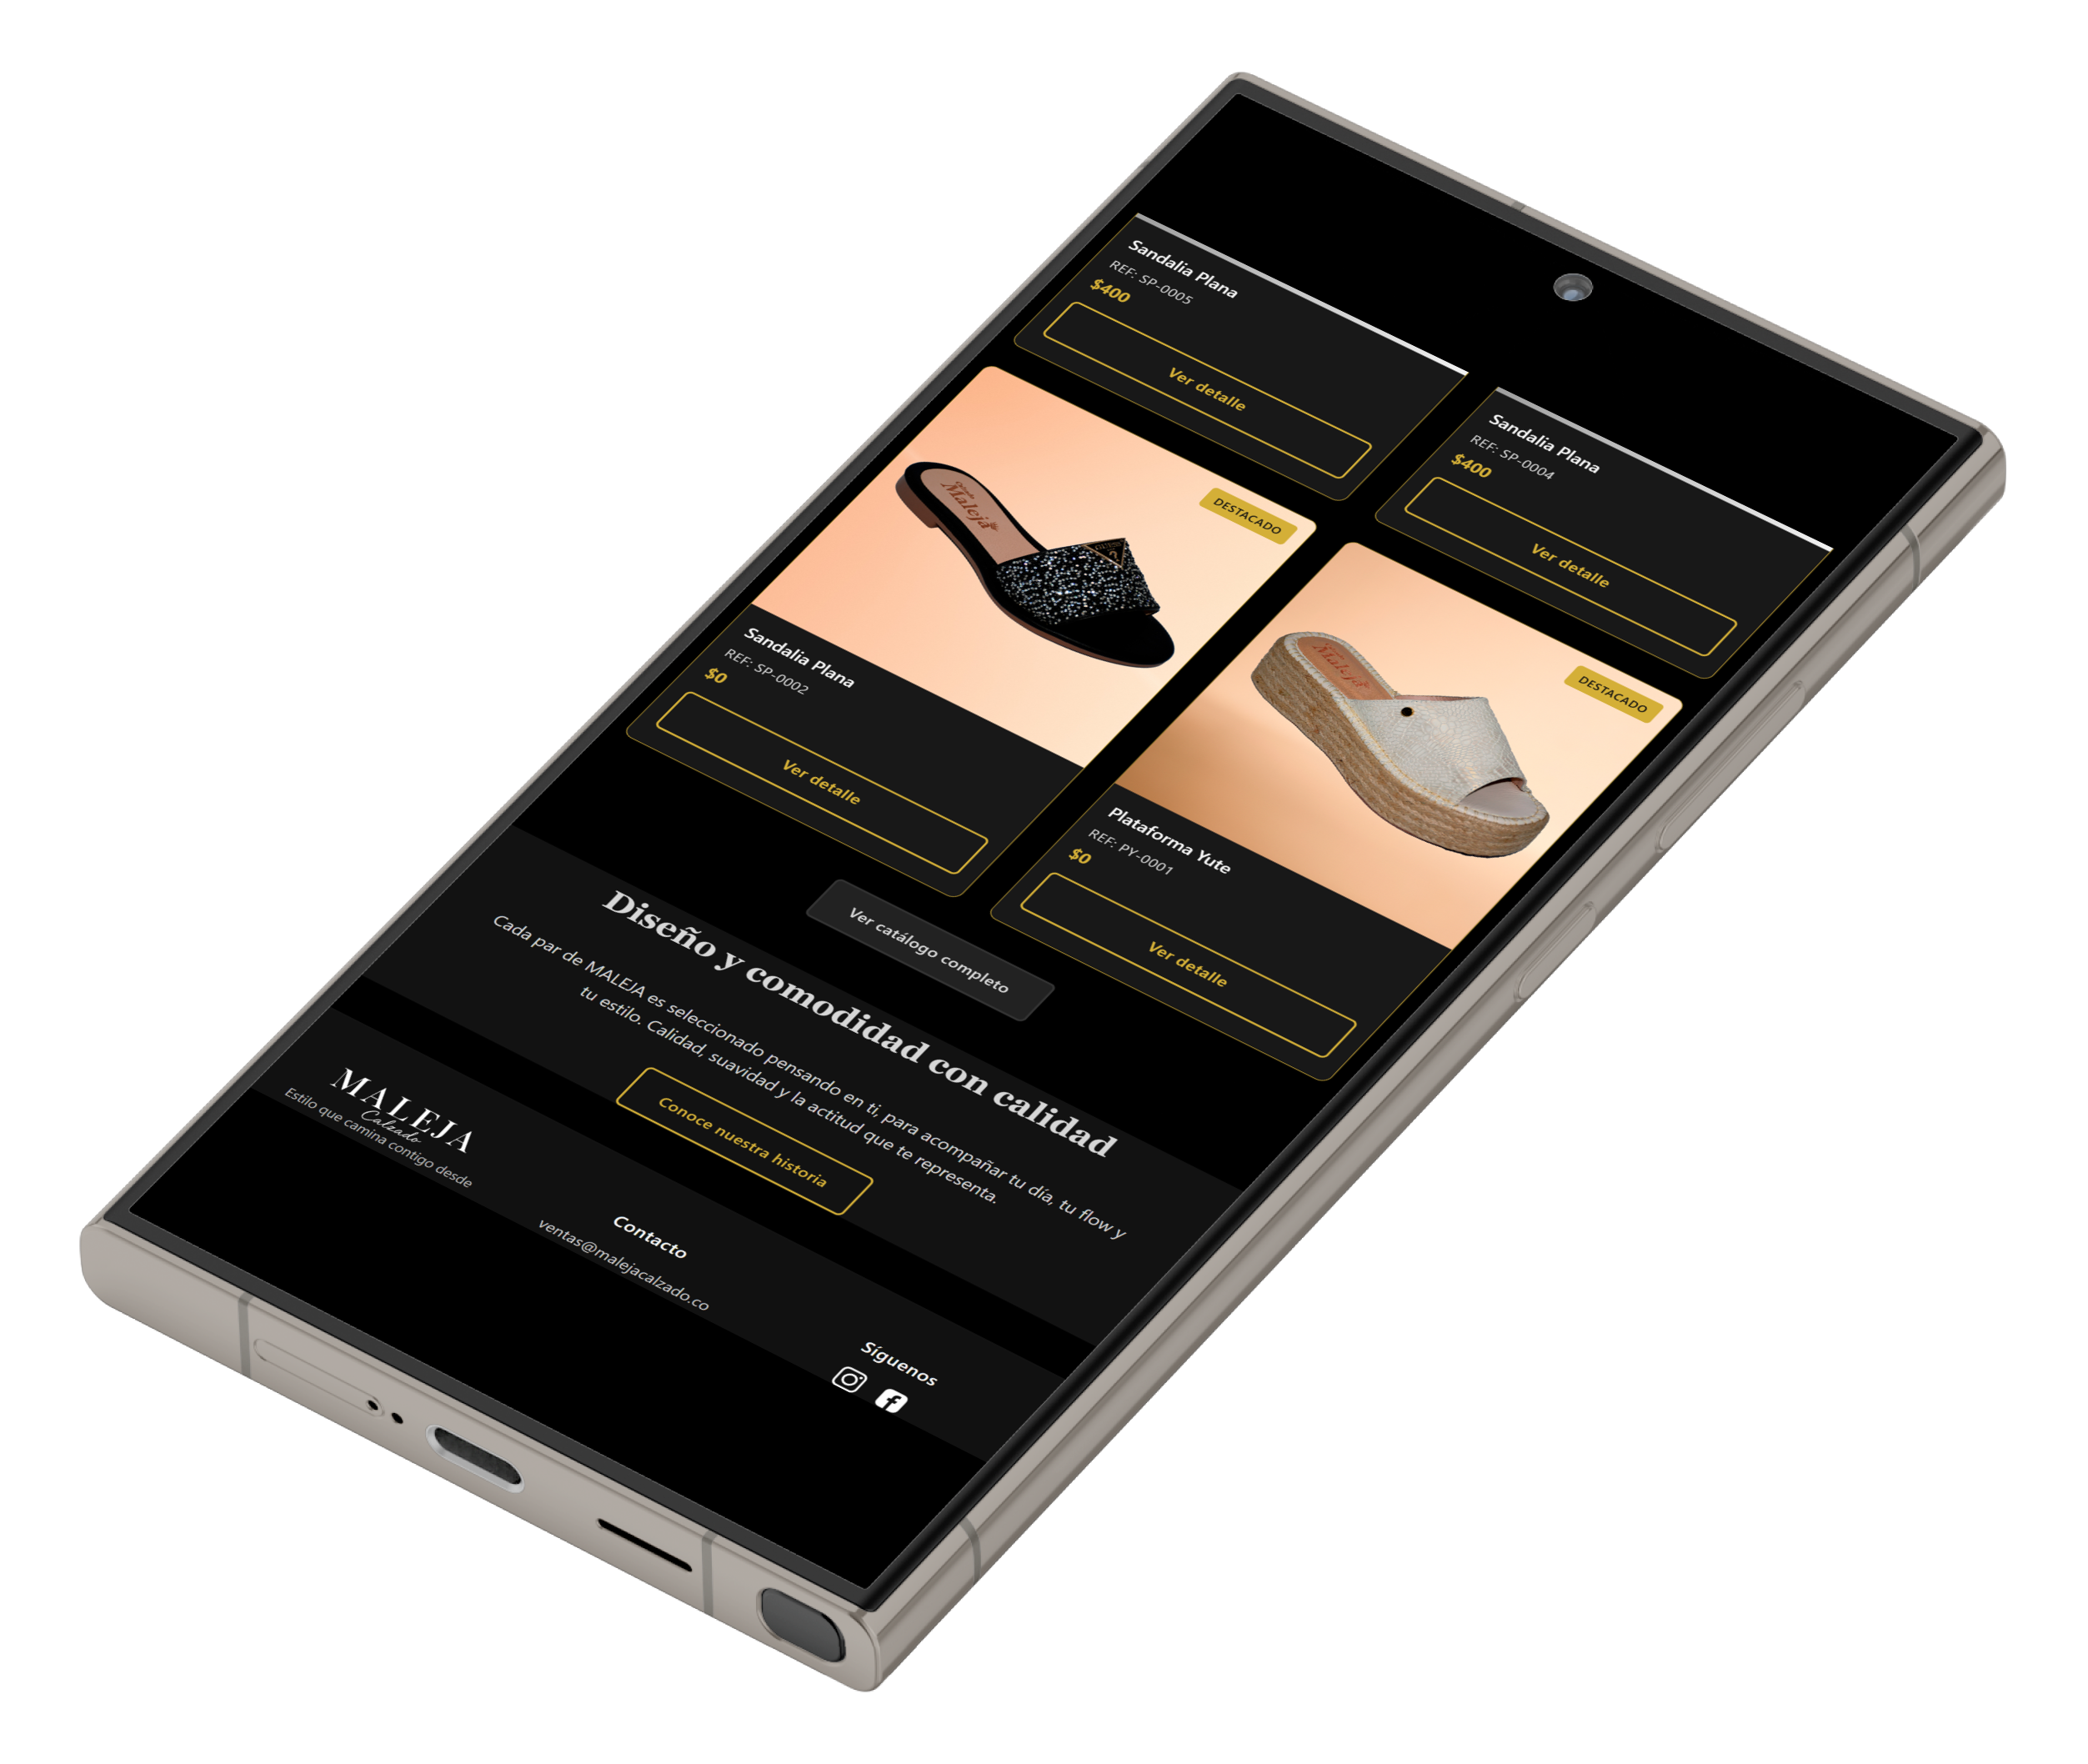 Sandalia Plana
REF: SP-0005
$400
Ver detalle
Sandalia Plana
REF: SP-0004
$400
Ver detalle
Maleja
DESTACADO
Sandalia Plana
REF: SP-0002
$0
Ver detalle
Maleja
DESTACADO
Plataforma Yute
REF: PY-0001
$0
Ver detalle
Ver catálogo completo
Diseño y comodidad con calidad
Cada par de MALEJA es seleccionado pensando en ti, para acompañar tu día, tu flow y
tu estilo. Calidad, suavidad y la actitud que te representa.
Conoce nuestra historia
MALEJA
Calzado
Estilo que camina contigo desde
Contacto
ventas@malejacalzado.co
Síguenos